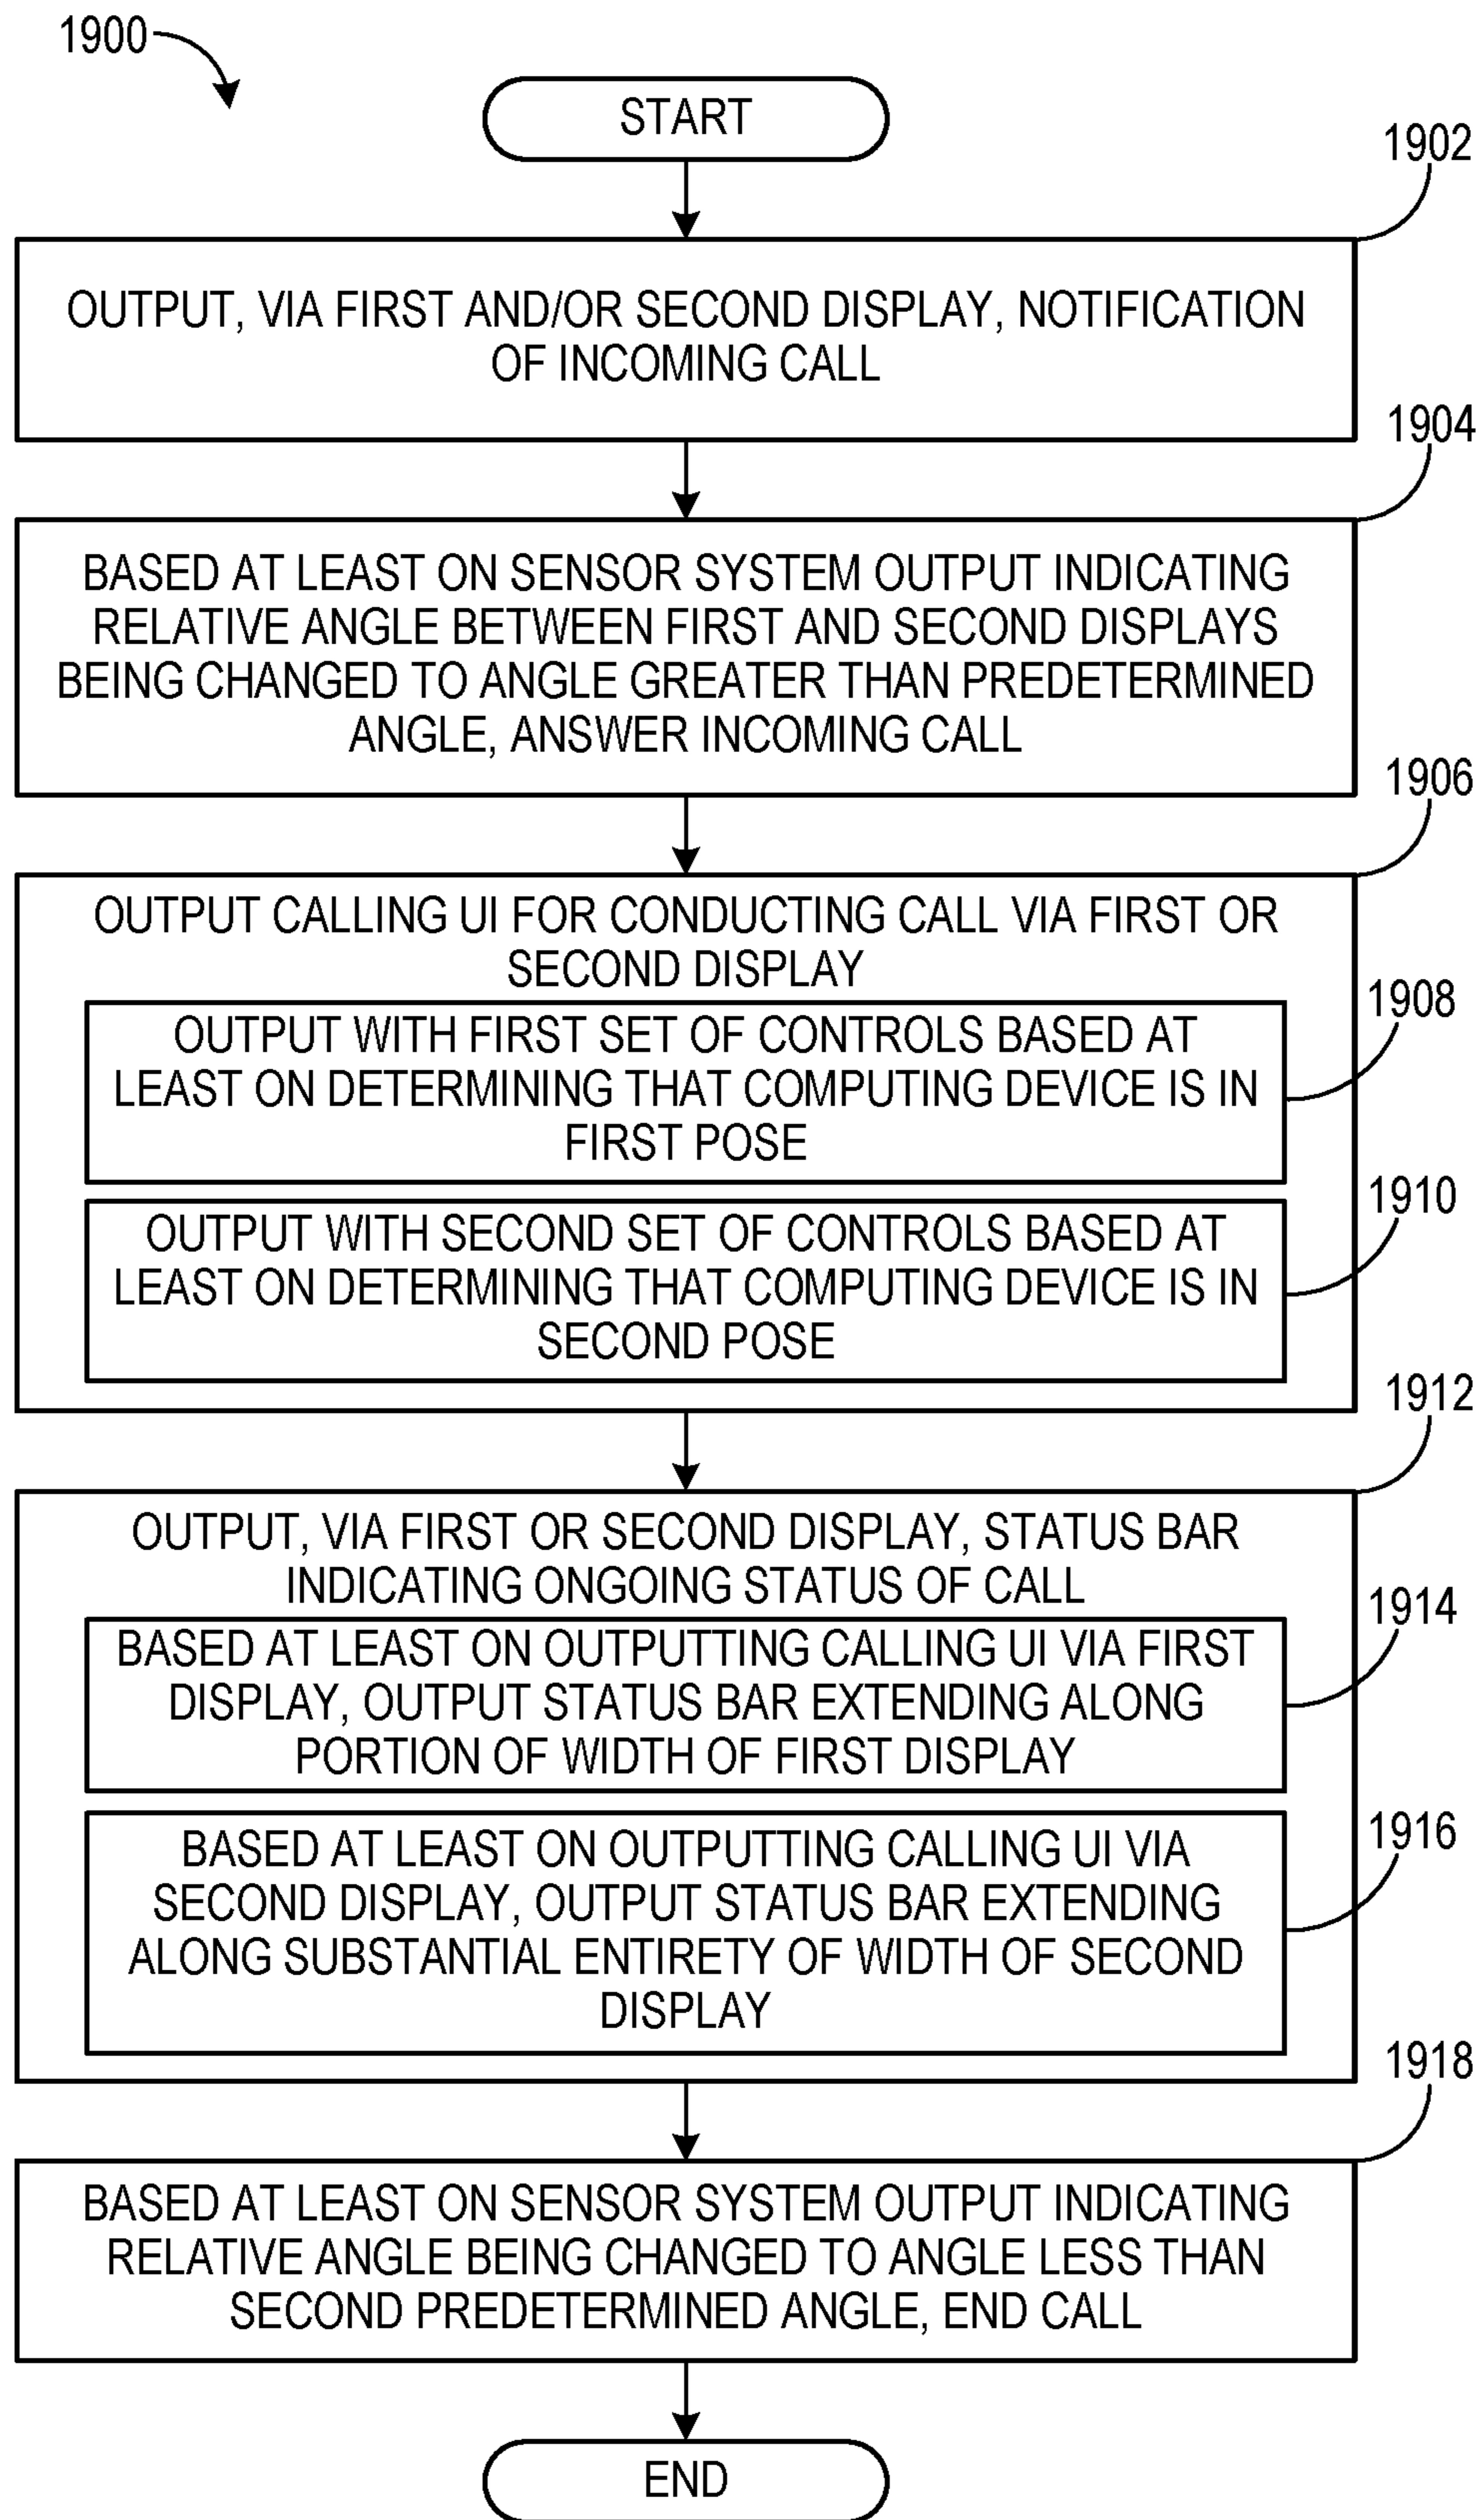 1900
START
1902
OUTPUT, VIA FIRST AND/OR SECOND DISPLAY, NOTIFICATION
OF INCOMING CALL
1904
BASED AT LEAST ON SENSOR SYSTEM OUTPUT INDICATING
RELATIVE ANGLE BETWEEN FIRST AND SECOND DISPLAYS
BEING CHANGED TO ANGLE GREATER THAN PREDETERMINED
ANGLE, ANSWER INCOMING CALL
1906
OUTPUT CALLING UI FOR CONDUCTING CALL VIA FIRST OR
SECOND DISPLAY
1908
OUTPUT WITH FIRST SET OF CONTROLS BASED AT
LEAST ON DETERMINING THAT COMPUTING DEVICE IS IN
FIRST POSE
1910
OUTPUT WITH SECOND SET OF CONTROLS BASED AT
LEAST ON DETERMINING THAT COMPUTING DEVICE IS IN
SECOND POSE
1912
OUTPUT, VIA FIRST OR SECOND DISPLAY, STATUS BAR
INDICATING ONGOING STATUS OF CALL
1914
BASED AT LEAST ON OUTPUTTING CALLING UI VIA FIRST
DISPLAY, OUTPUT STATUS BAR EXTENDING ALONG
PORTION OF WIDTH OF FIRST DISPLAY
1916
BASED AT LEAST ON OUTPUTTING CALLING UI VIA
SECOND DISPLAY, OUTPUT STATUS BAR EXTENDING
ALONG SUBSTANTIAL ENTIRETY OF WIDTH OF SECOND
DISPLAY
1918
BASED AT LEAST ON SENSOR SYSTEM OUTPUT INDICATING
RELATIVE ANGLE BEING CHANGED TO ANGLE LESS THAN
SECOND PREDETERMINED ANGLE, END CALL
END